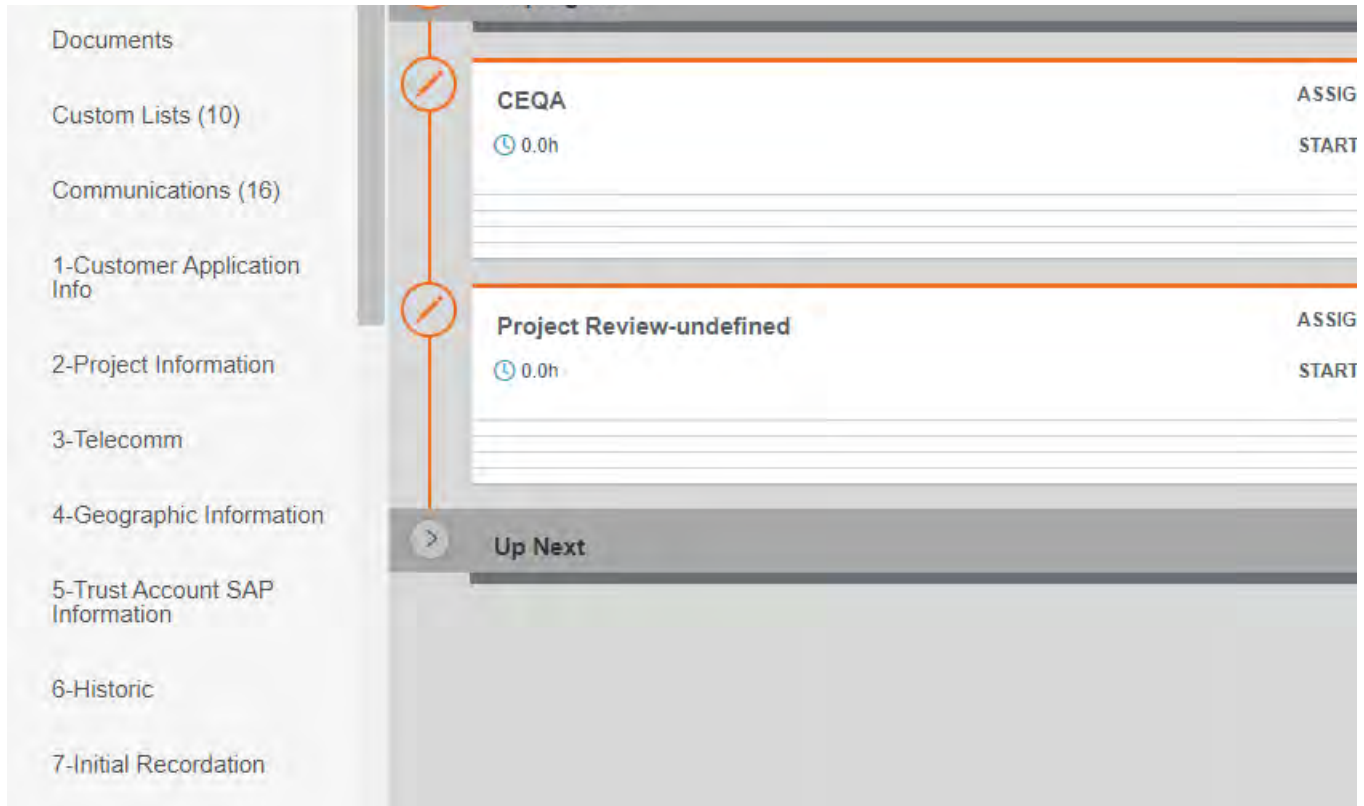 Documents
Custom Lists (10)
Communications (16)
1-Customer Application
Info
2-Project Information
3-Telecomm
4-Geographic Information
5-Trust Account SAP
Information
6-Historic
7-Initial Recordation
CEQA
ASSIG
0.0h
START
Project Review-undefined
ASSIG
0.0h
START
Up Next